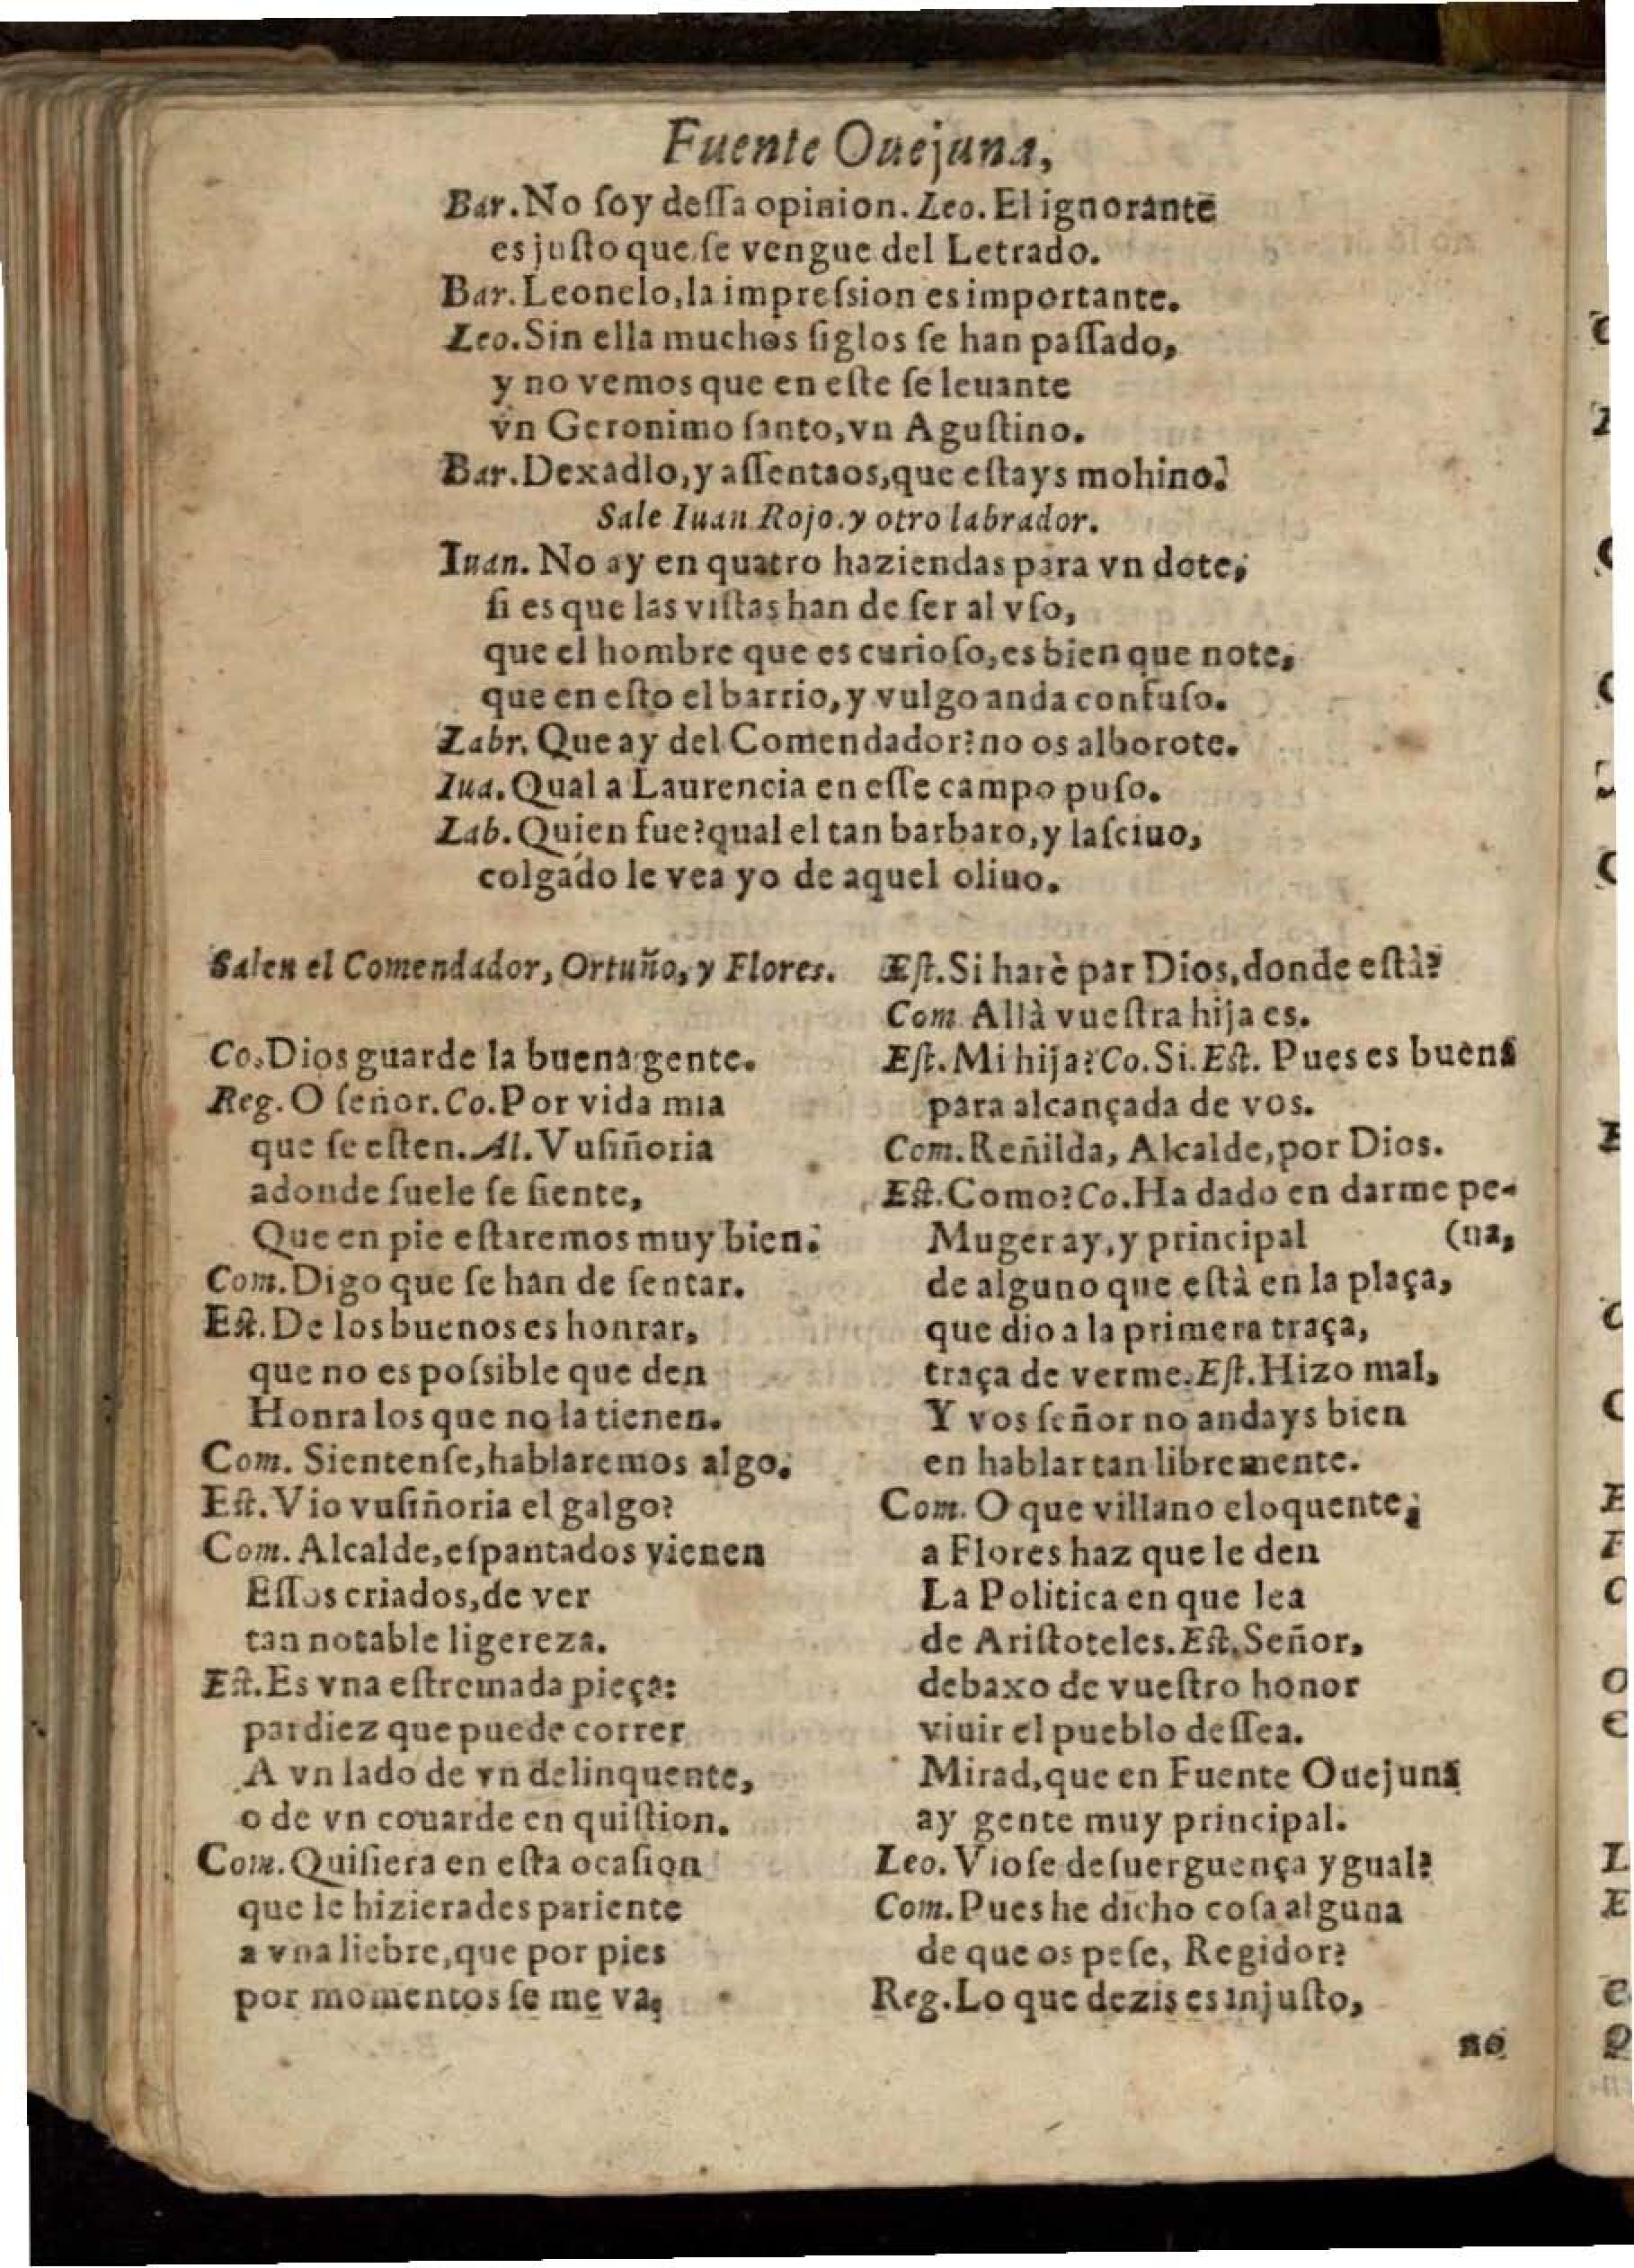 Fuente Ouejuna,
Bar. No ſoy deſſa opinion. Leo. El ignorante
es juſto que ſe vengue del Letrado.
Bar. Leonelo, la impreſsion es importante.
Leo. Sin ella muchos ſiglos ſe han paſſado,
y no vemos que en eſte ſe leuante
vn Geronimo ſanto, vn Aguſtino.
Bar. Dexadlo, y aſſentaos, que eſtays mohino.
Sale Iuan Rojo. y otro labrador.
Iuan. No ay en quatro haziendas para vn dote,
ſi es que las viſtas han de ſer al vſo,
que el hombre que es curioſo, es bien que note,
que en eſto el barrio, y vulgo anda confuſo.
Labr. Que ay del Comendador? no os alborote.
Iua. Qual a Laurencia en eſſe campo puſo.
Lab. Quien fue? qual el tan barbaro, y laſciuo,
colgado le vea yo de aquel oliuo.
Salen el Comendador, Ortuño, y Flores.
Co. Dios guarde la buena gente.
Reg. O ſeñor. Co. Por vida mia
que ſe eſten. Al. Vuſiñoria
adonde ſuele ſe ſiente,
Que en pie eſtaremos muy bien.
Com. Digo que ſe han de ſentar.
Eſt. De los buenos es honrar,
que no es poſsible que den
Honra los que no la tienen.
Com. Sientenſe, hablaremos algo.
Eſt. Vio vuſiñoria el galgo?
Com. Alcalde, eſpantados vienen
Eſſos criados, de ver
tan notable ligereza.
Eſt. Es vna eſtremada pieça:
pardiez que puede correr
A vn lado de vn delinquente,
o de vn couarde en quiſtion.
Com. Quiſiera en eſta ocaſion
que le hizierades pariente
a vna liebre, que por pies
por momentos ſe me va,
Eſt. Si harè par Dios, donde eſtà?
Com Allà vueſtra hija es.
Eſt. Mi hija? Co. Si. Eſt. Pues es buena
para alcançada de vos.
Com. Reñilda, Alcalde, por Dios.
Eſt. Como? Co. Ha dado en darme pe-
Muger ay, y principal (na,
de alguno que eſtà en la plaça,
que dio a la primera traça,
traça de verme. Eſt. Hizo mal,
Y vos ſeñor no andays bien
en hablar tan libremente.
Com. O que villano eloquente,
a Flores haz que le den
La Politica en que lea
de Ariſtoteles. Eſt. Señor,
debaxo de vueſtro honor
viuir el pueblo deſſea.
Mirad, que en Fuente Ouejuna
ay gente muy principal.
Leo. Vioſe deſuerguença ygual?
Com. Pues he dicho coſa alguna
de que os peſe, Regidor?
Reg. Lo que dezis es injuſto,
no